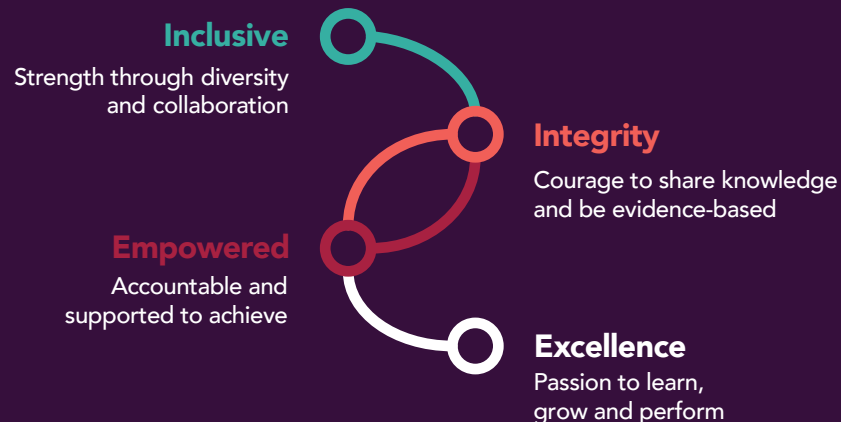 Inclusive
Strength through diversity
and collaboration
Integrity
Courage to share knowledge
and be evidence-based
Empowered
Accountable and
supported to achieve
Excellence
Passion to learn,
grow and perform